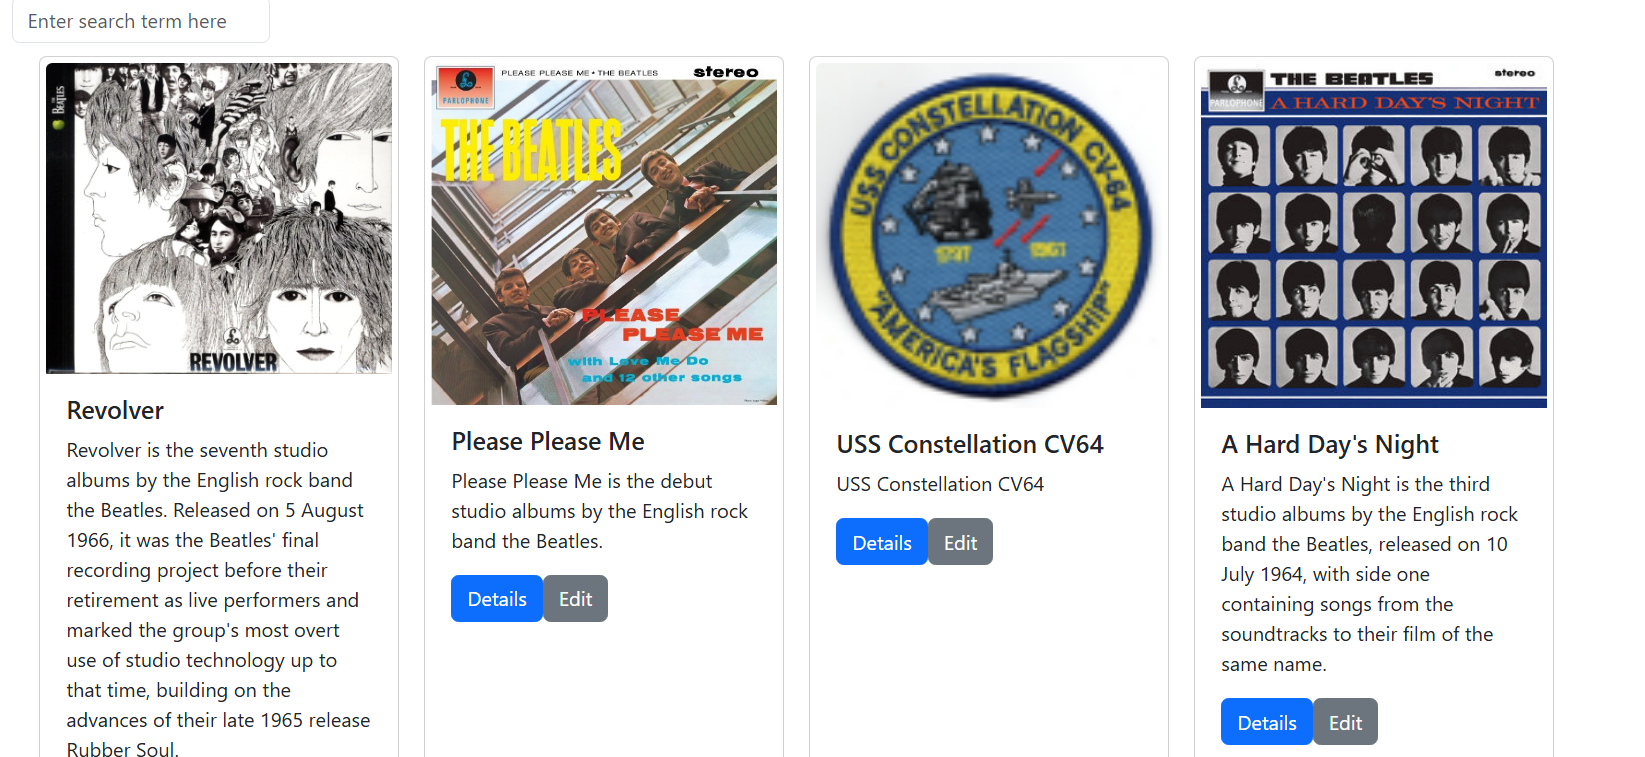 Enter search term here
THE BEATLES
REVOLVER
Revolver
Revolver is the seventh studio
albums by the English rock band
the Beatles. Released on 5 August
1966, it was the Beatles' final
recording project before their
retirement as live performers and
marked the group's most overt
use of studio technology up to
that time, building on the
advances of their late 1965 release
Rubber Soul.
PARLOPHONE
PLEASE PLEASE ME • THE BEATLES
stereo
THE BEATLES
PLEASE
PLEASE ME
with Love Me Do
and 12 other songs
Please Please Me
Please Please Me is the debut
studio albums by the English rock
band the Beatles.
Details
Edit
USS CONSTELLATION CV-64
1797
1961
"AMERICA'S FLAGSHIP"
USS Constellation CV64
USS Constellation CV64
Details
Edit
PARLOPHONE
THE BEATLES
stereo
A HARD DAY'S NIGHT
A Hard Day's Night
A Hard Day's Night is the third
studio albums by the English rock
band the Beatles, released on 10
July 1964, with side one
containing songs from the
soundtracks to their film of the
same name.
Details
Edit